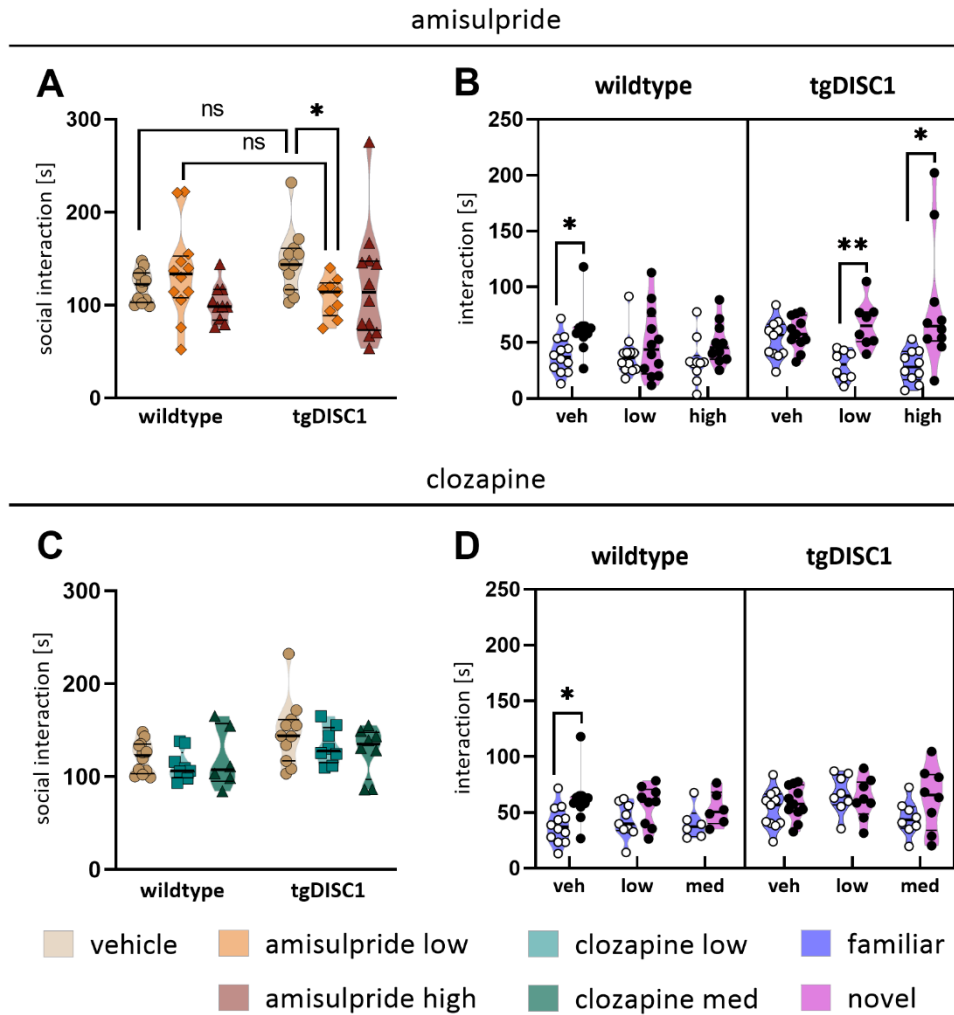 amisulpride
A
B
wildtype
tgDISC1
ns
*
ns
social interaction [s]
300
200
100
0
wildtype
tgDISC1
interaction [s]
250
200
150
100
50
0
*
**
*
veh
low
high
veh
low
high
clozapine
C
D
wildtype
tgDISC1
social interaction [s]
300
200
100
0
wildtype
tgDISC1
interaction [s]
250
200
150
100
50
0
*
veh
low
med
veh
low
med
vehicle
amisulpride low
clozapine low
familiar
amisulpride high
clozapine med
novel